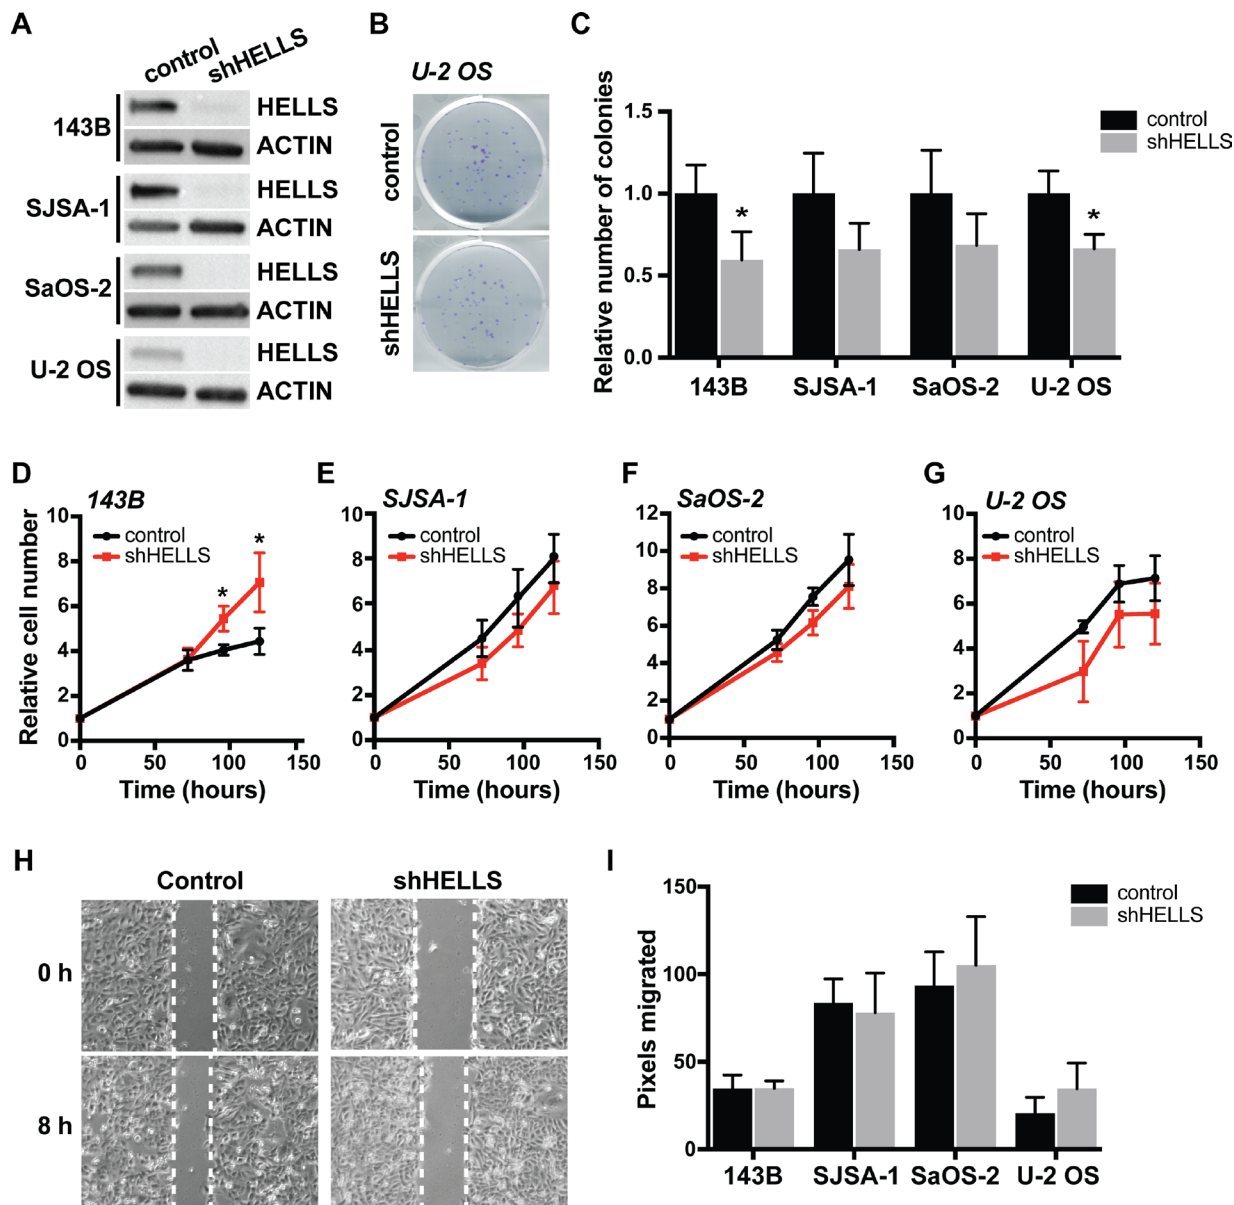 A
control
shHELLS
143B
HELLS
ACTIN
SJSA-1
HELLS
ACTIN
SaOS-2
HELLS
ACTIN
U-2 OS
HELLS
ACTIN
B
U-2 OS
control
shHELLS
C
Relative number of colonies
1.5
1.0
0.5
0.0
* *
control
shHELLS
143B SJSA-1 SaOS-2 U-2 OS
D
143B
Relative cell number
10
8
6
4
2
0
control
shHELLS
* *
0 50 100 150
Time (hours)
E
SJSA-1
10
8
6
4
2
0
control
shHELLS
0 50 100 150
Time (hours)
F
SaOS-2
12
10
8
6
4
2
0
control
shHELLS
0 50 100 150
Time (hours)
G
U-2 OS
10
8
6
4
2
0
control
shHELLS
0 50 100 150
Time (hours)
H
Control shHELLS
0 h
8 h
I
Pixels migrated
150
100
50
0
control
shHELLS
143B SJSA-1 SaOS-2 U-2 OS